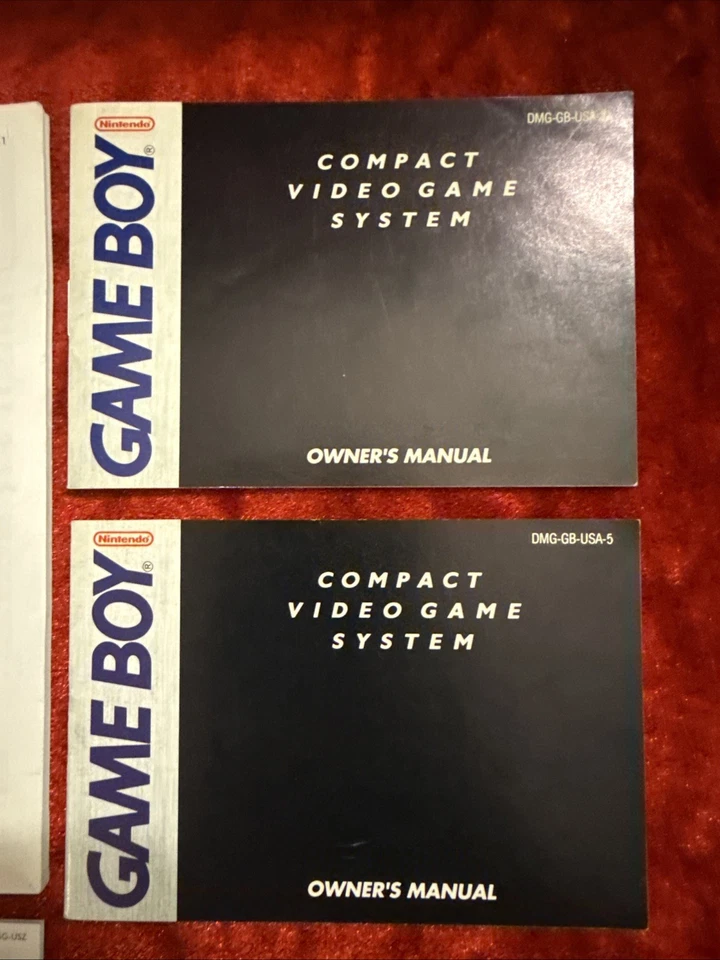 1
Nintendo®
GAME BOY®
DMG-GB-USA
COMPACT
VIDEO GAME
SYSTEM
OWNER'S MANUAL
Nintendo®
GAME BOY®
DMG-GB-USA-5
COMPACT
VIDEO GAME
SYSTEM
OWNER'S MANUAL